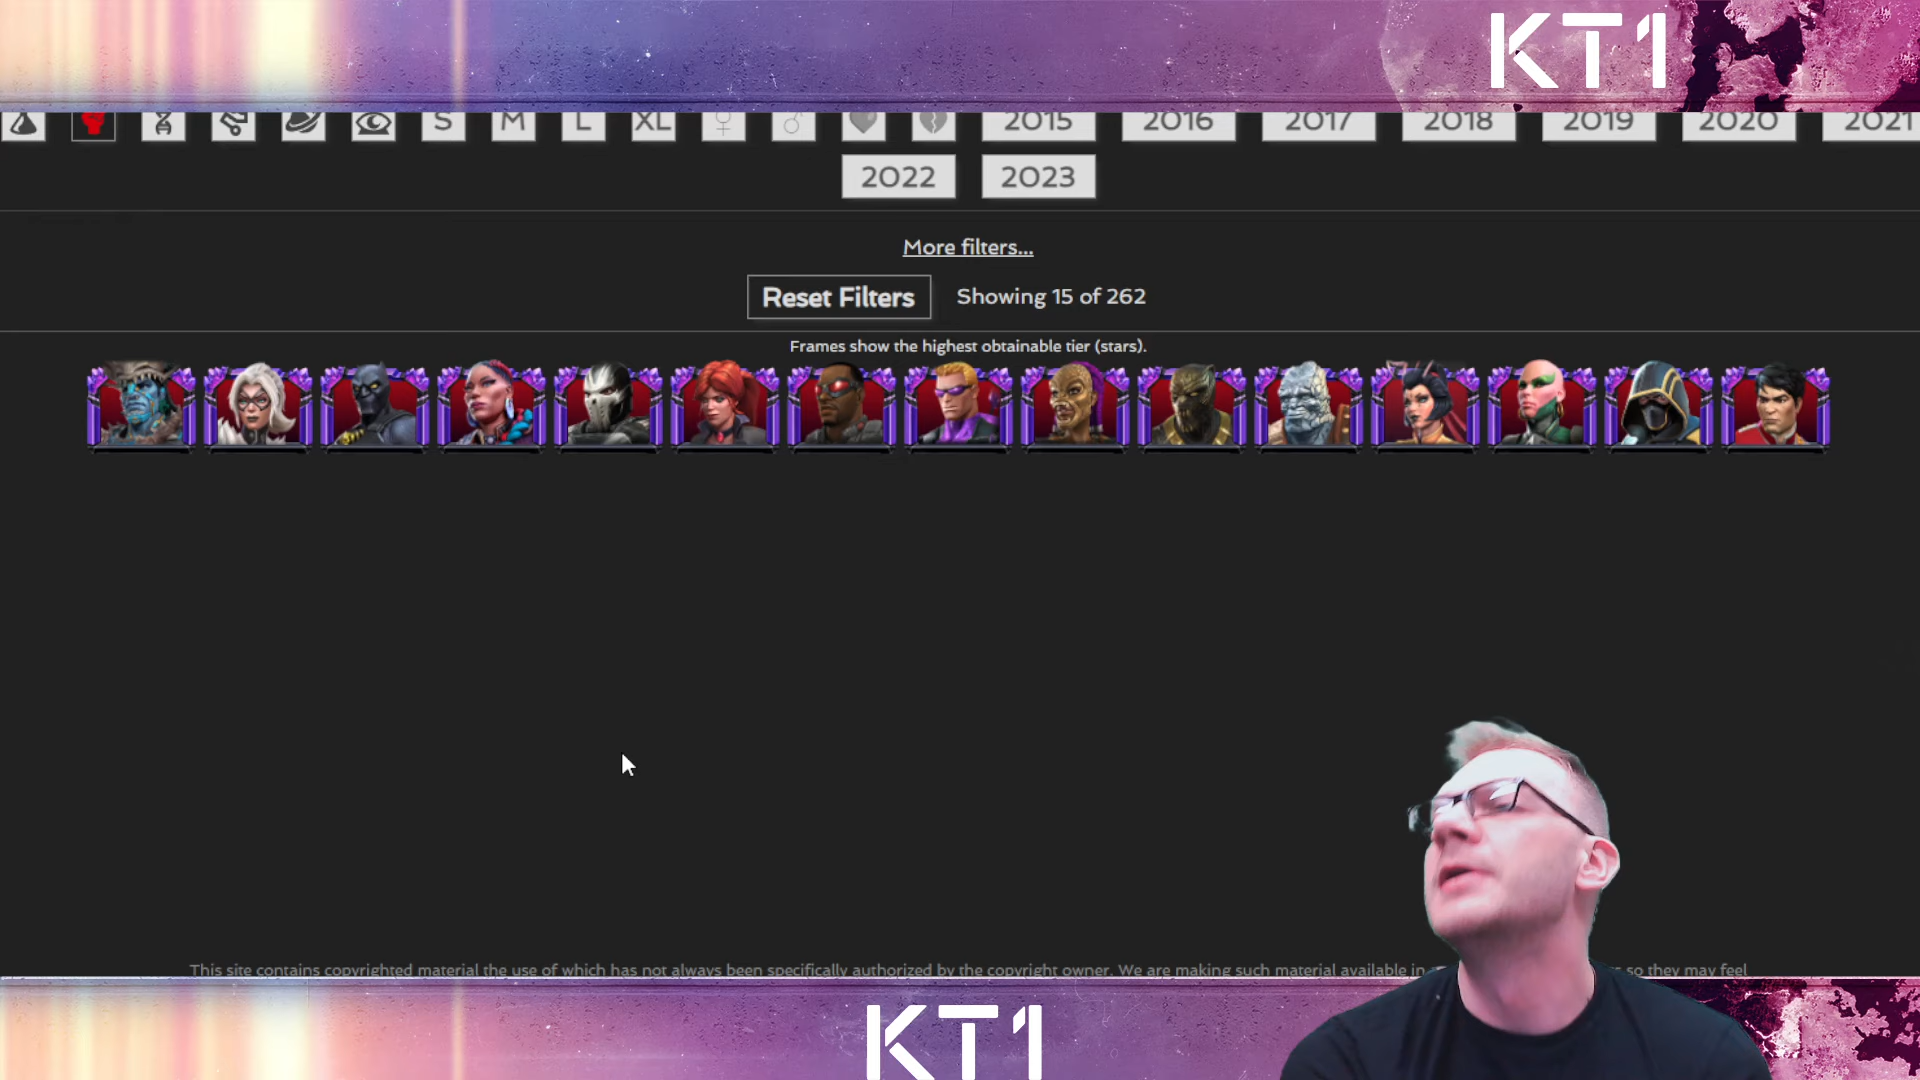 KT1
S M L XL 2015 2016 2017 2018 2019 2020 2021
2022 2023
More filters...
Reset Filters Showing 15 of 262
Frames show the highest obtainable tier (stars).
This site contains copyrighted material the use of which has not always been specifically authorized by the copyright owner. We are making such material available in so they may feel
KT1